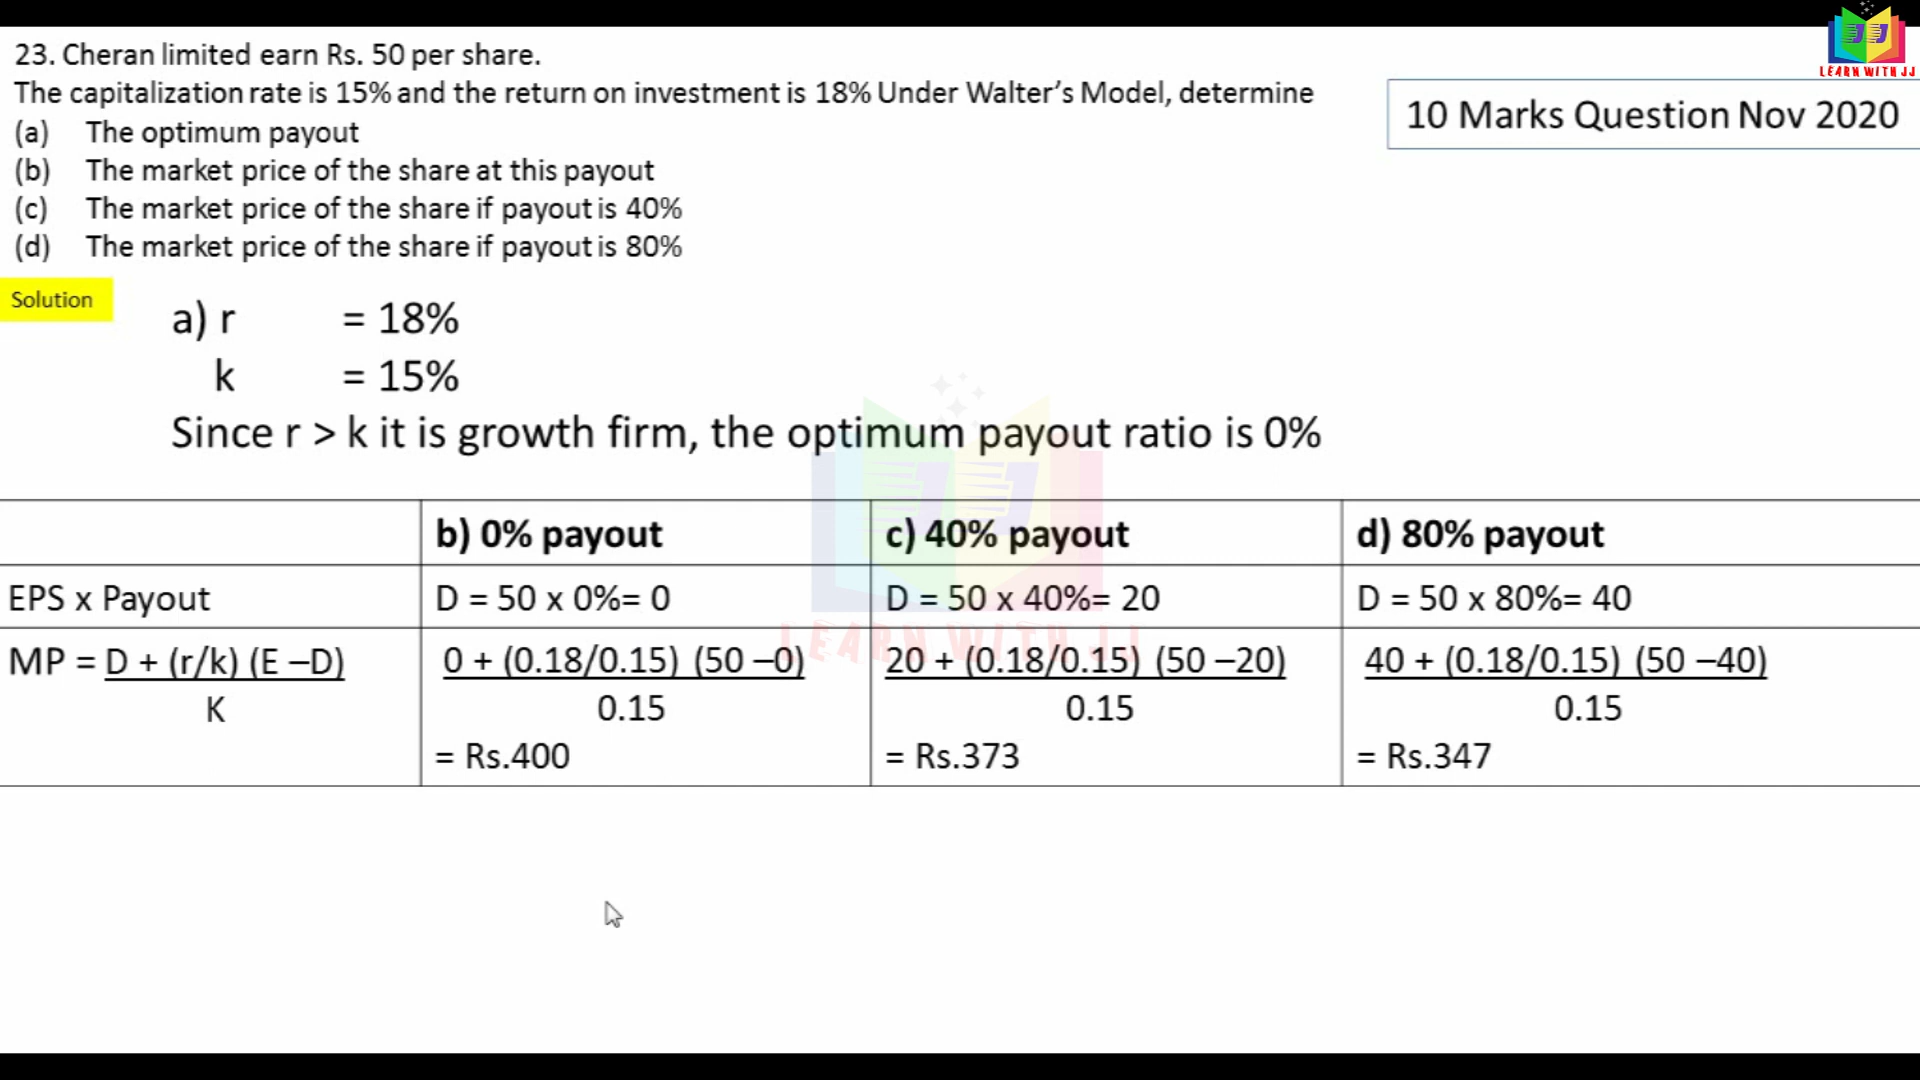 LEARN WITH JJ
23. Cheran limited earn Rs. 50 per share.
The capitalization rate is 15% and the return on investment is 18% Under Walter's Model, determine
10 Marks Question Nov 2020
(a) The optimum payout
(b) The market price of the share at this payout
(c) The market price of the share if payout is 40%
(d) The market price of the share if payout is 80%
Solution
a) r = 18%
k = 15%
Since r > k it is growth firm, the optimum payout ratio is 0%
b) 0% payout c) 40% payout d) 80% payout
EPS x Payout D = 50 x 0%= 0 D = 50 x 40%= 20 D = 50 x 80%= 40
LEARN WITH JJ
MP = D + (r/k) (E –D) 0 + (0.18/0.15) (50 –0) 20 + (0.18/0.15) (50 –20) 40 + (0.18/0.15) (50 –40)
K 0.15 0.15 0.15
= Rs.400 = Rs.373 = Rs.347